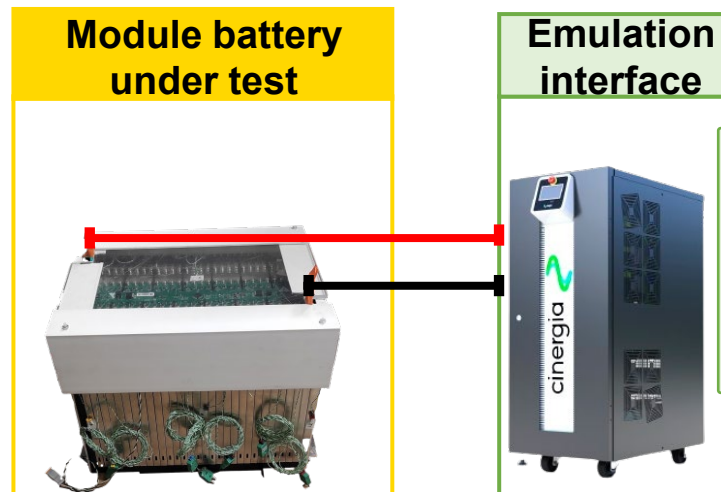 Module battery
under test
Emulation
interface
cinergia